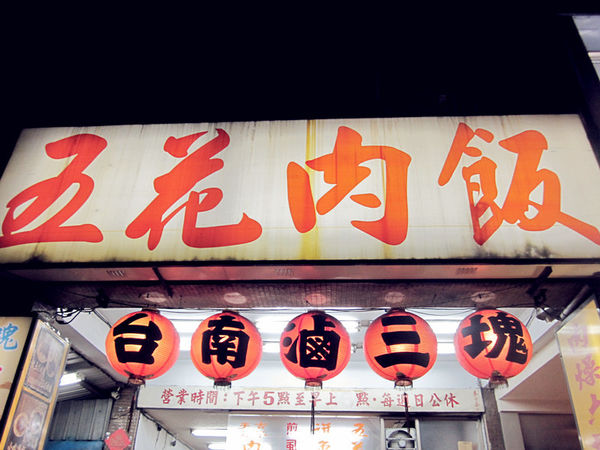 五花肉飯
台南滷三塊
營業時間：下午5點至早上 點·每週日公休